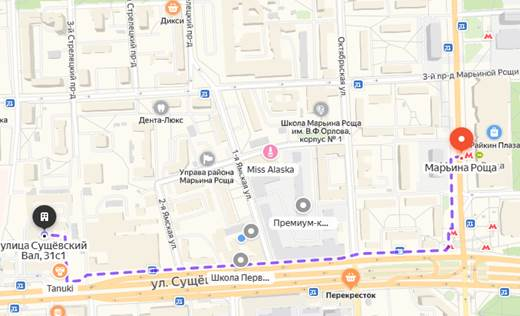 Дикси
3-й Стрелецкий пр-д
Стрелецкий пр-д
Октябрьская ул.
3-й пр-д Марьиной Рощи
Дента-Люкс
Школа Марьина Роща
им. В.Ф.Орлова,
корпус № 1
Райкин Плаза
1-я Ямская ул.
Miss Alaska
Управа района
Марьина Роща
Марьина Роща
2-я Ямская ул.
Премиум-к...
улица Сущёвский
Вал, 31с1
Tanuki
ул. Сущё
Школа Перв...
Перекресток